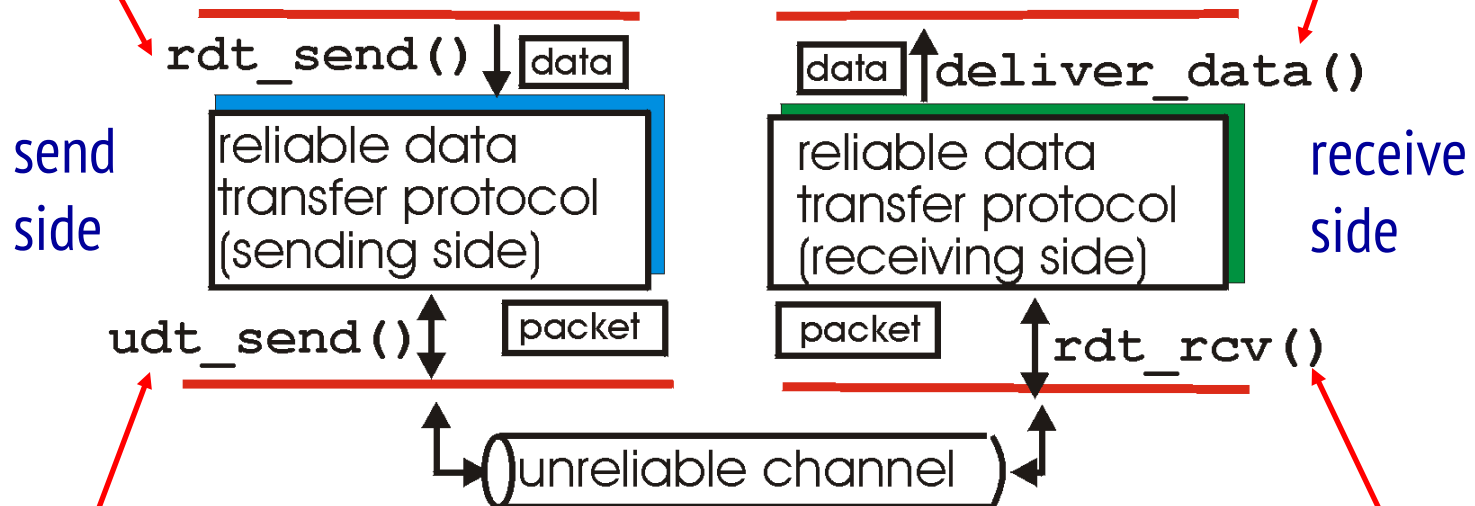 rdt_send()
data
data
deliver_data()
send
side
reliable data
transfer protocol
(sending side)
reliable data
transfer protocol
(receiving side)
receive
side
udt_send()
packet
packet
rdt_rcv()
unreliable channel